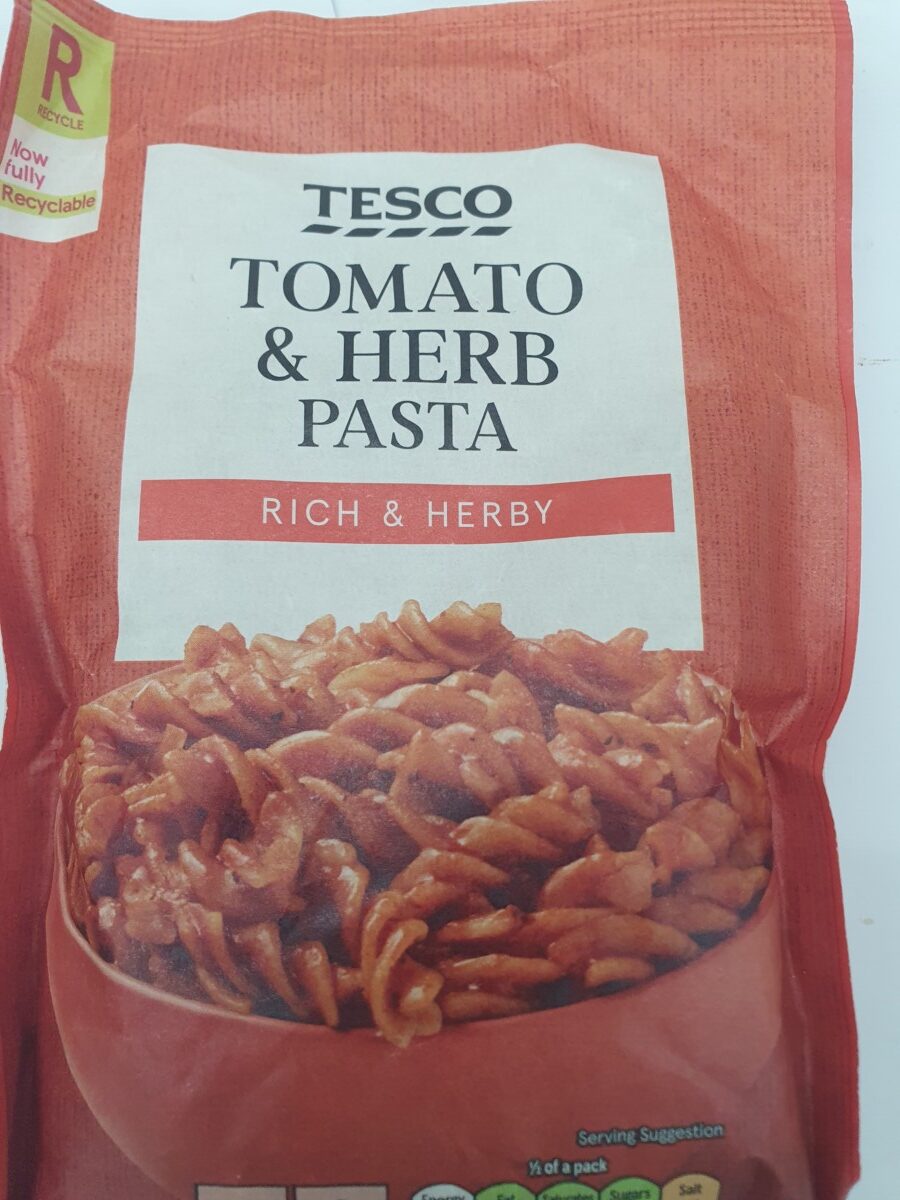 R
RECYCLE
Now
fully
Recyclable
TESCO
TOMATO
& HERB
PASTA
RICH & HERBY
Serving Suggestion
½ of a pack
Energy Fat Saturates Sugars Salt